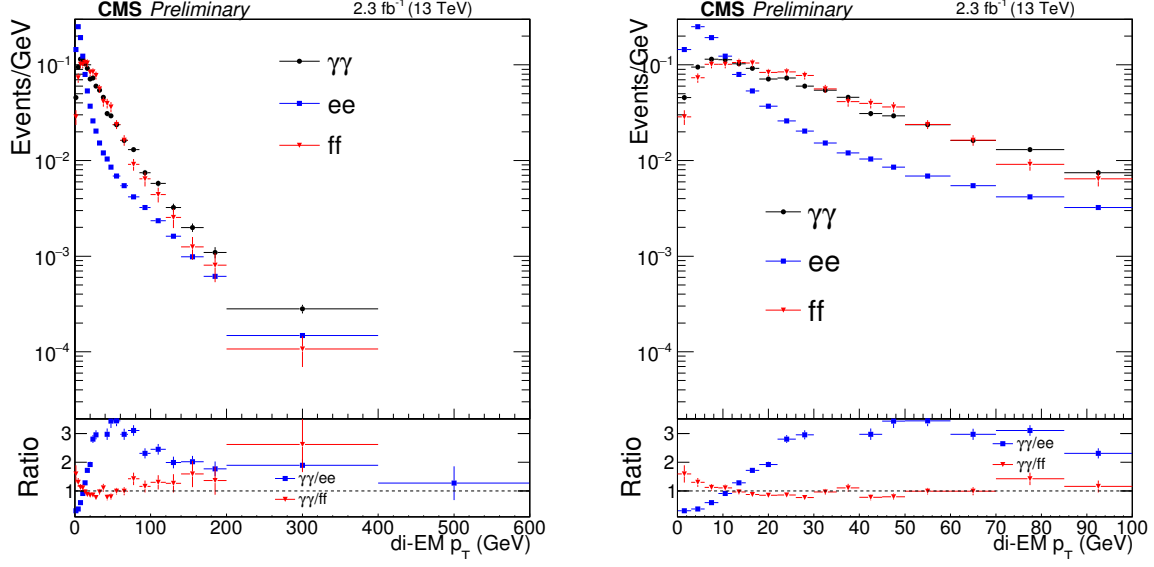 CMS Preliminary 2.3 fb⁻¹ (13 TeV)
Events/GeV
10⁻¹
10⁻²
10⁻³
10⁻⁴
γγ
ee
ff
Ratio
3
2
1
γγ/ee
γγ/ff
0 100 200 300 400 500 600
di-EM p_T (GeV)
CMS Preliminary 2.3 fb⁻¹ (13 TeV)
Events/GeV
10⁻¹
10⁻²
10⁻³
10⁻⁴
γγ
ee
ff
Ratio
3
2
1
γγ/ee
γγ/ff
0 10 20 30 40 50 60 70 80 90 100
di-EM p_T (GeV)